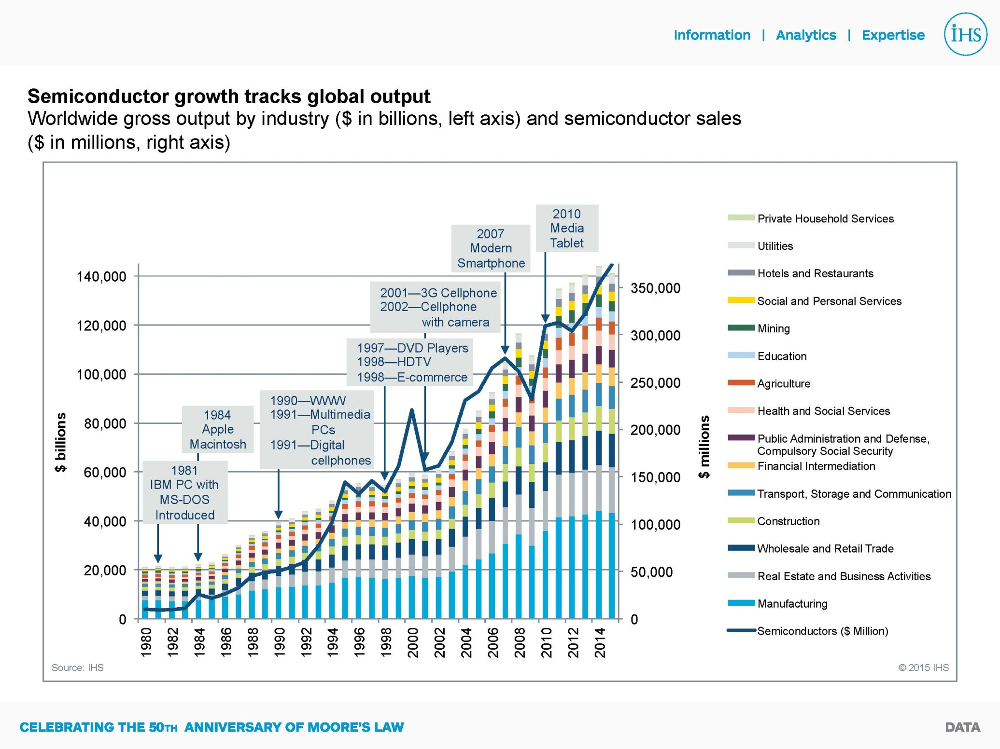 Information | Analytics | Expertise
iHS
Semiconductor growth tracks global output
Worldwide gross output by industry ($ in billions, left axis) and semiconductor sales
($ in millions, right axis)
2010
Media
Tablet
2007
Modern
Smartphone
2001—3G Cellphone
2002—Cellphone
with camera
1997—DVD Players
1998—HDTV
1998—E-commerce
1990—WWW
1991—Multimedia
PCs
1991—Digital
cellphones
1984
Apple
Macintosh
1981
IBM PC with
MS-DOS
Introduced
$ billions
140,000
120,000
100,000
80,000
60,000
40,000
20,000
0
350,000
300,000
250,000
200,000
150,000
100,000
50,000
0
$ millions
1980
1982
1984
1986
1988
1990
1992
1994
1996
1998
2000
2002
2004
2006
2008
2010
2012
2014
Private Household Services
Utilities
Hotels and Restaurants
Social and Personal Services
Mining
Education
Agriculture
Health and Social Services
Public Administration and Defense,
Compulsory Social Security
Financial Intermediation
Transport, Storage and Communication
Construction
Wholesale and Retail Trade
Real Estate and Business Activities
Manufacturing
Semiconductors ($ Million)
Source: IHS
© 2015 IHS
CELEBRATING THE 50TH ANNIVERSARY OF MOORE'S LAW
DATA